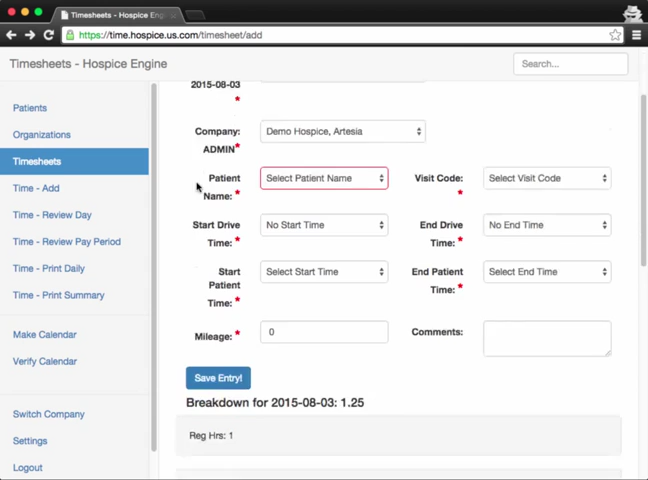 Timesheets - Hospice Engin
https://time.hospice.us.com/timesheet/add
Timesheets - Hospice Engine
Search...
Patients
Organizations
Timesheets
Time - Add
Time - Review Day
Time - Review Pay Period
Time - Print Daily
Time - Print Summary
Make Calendar
Verify Calendar
Switch Company
Settings
Logout
2015-08-03
*
Company: Demo Hospice, Artesia
ADMIN*
Patient Select Patient Name Visit Code: Select Visit Code
Name: * *
Start Drive No Start Time End Drive No End Time
Time: * Time: *
Start Select Start Time End Patient Select End Time
Patient Time: *
Time: *
Mileage: * 0 Comments:
Save Entry!
Breakdown for 2015-08-03: 1.25
Reg Hrs: 1